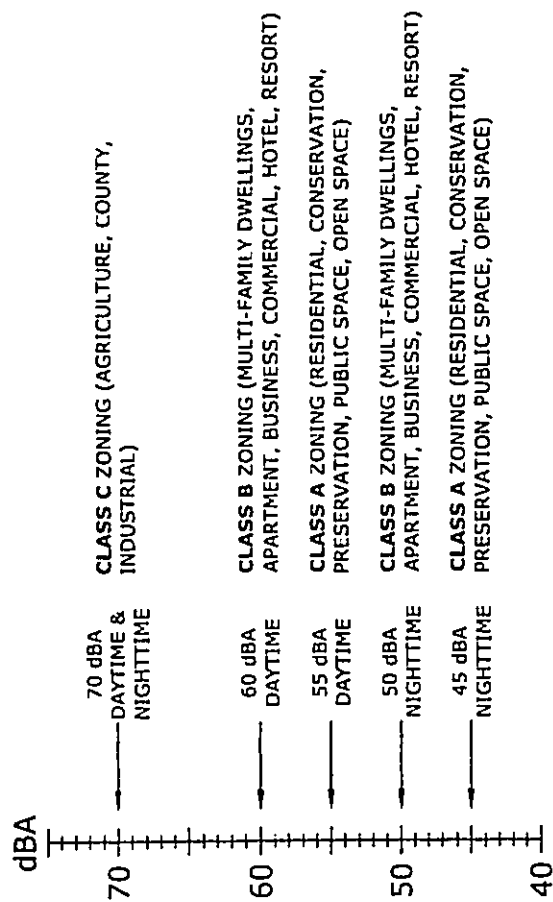 dBA
70
60
50
40
70 dBA
DAYTIME &
NIGHTTIME
CLASS C ZONING (AGRICULTURE, COUNTY,
INDUSTRIAL)
60 dBA
DAYTIME
CLASS B ZONING (MULTI-FAMILY DWELLINGS,
APARTMENT, BUSINESS, COMMERCIAL, HOTEL, RESORT)
55 dBA
DAYTIME
CLASS A ZONING (RESIDENTIAL, CONSERVATION,
PRESERVATION, PUBLIC SPACE, OPEN SPACE)
50 dBA
NIGHTTIME
CLASS B ZONING (MULTI-FAMILY DWELLINGS,
APARTMENT, BUSINESS, COMMERCIAL, HOTEL, RESORT)
45 dBA
NIGHTTIME
CLASS A ZONING (RESIDENTIAL, CONSERVATION,
PRESERVATION, PUBLIC SPACE, OPEN SPACE)